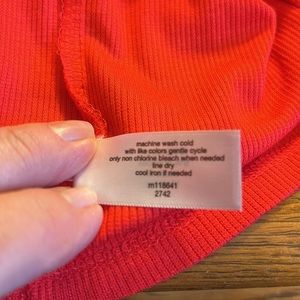 machine wash cold
with like colors gentle cycle
only non chlorine bleach when needed
line dry
cool iron if needed
m118641
2742